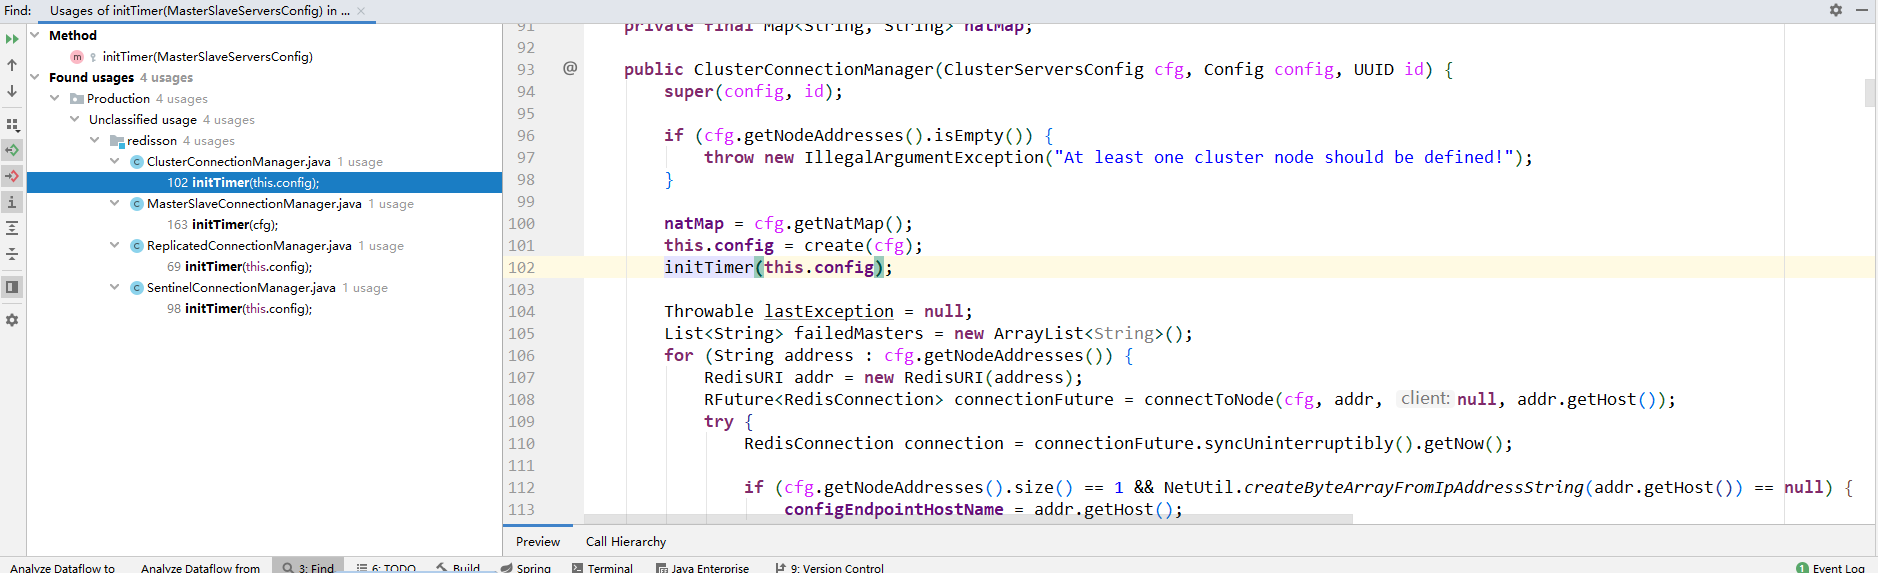 Find: Usages of initTimer(MasterSlaveServersConfig) in ...
Method
m initTimer(MasterSlaveServersConfig)
Found usages 4 usages
Production 4 usages
Unclassified usage 4 usages
redisson 4 usages
C ClusterConnectionManager.java 1 usage
102 initTimer(this.config);
C MasterSlaveConnectionManager.java 1 usage
163 initTimer(cfg);
C ReplicatedConnectionManager.java 1 usage
69 initTimer(this.config);
C SentinelConnectionManager.java 1 usage
98 initTimer(this.config);
91 private final Map<String, String> natMap;
92
93 @ public ClusterConnectionManager(ClusterServersConfig cfg, Config config, UUID id) {
94 super(config, id);
95
96 if (cfg.getNodeAddresses().isEmpty()) {
97 throw new IllegalArgumentException("At least one cluster node should be defined!");
98 }
99
100 natMap = cfg.getNatMap();
101 this.config = create(cfg);
102 initTimer(this.config);
103
104 Throwable lastException = null;
105 List<String> failedMasters = new ArrayList<String>();
106 for (String address : cfg.getNodeAddresses()) {
107 RedisURI addr = new RedisURI(address);
108 RFuture<RedisConnection> connectionFuture = connectToNode(cfg, addr, client: null, addr.getHost());
109 try {
110 RedisConnection connection = connectionFuture.syncUninterruptibly().getNow();
111
112 if (cfg.getNodeAddresses().size() == 1 && NetUtil.createByteArrayFromIpAddressString(addr.getHost()) == null) {
113 configEndpointHostName = addr.getHost();
Preview Call Hierarchy
Analyze Dataflow to Analyze Dataflow from 3: Find 6: TODO Build Spring Terminal Java Enterprise 9: Version Control 1 Event Log